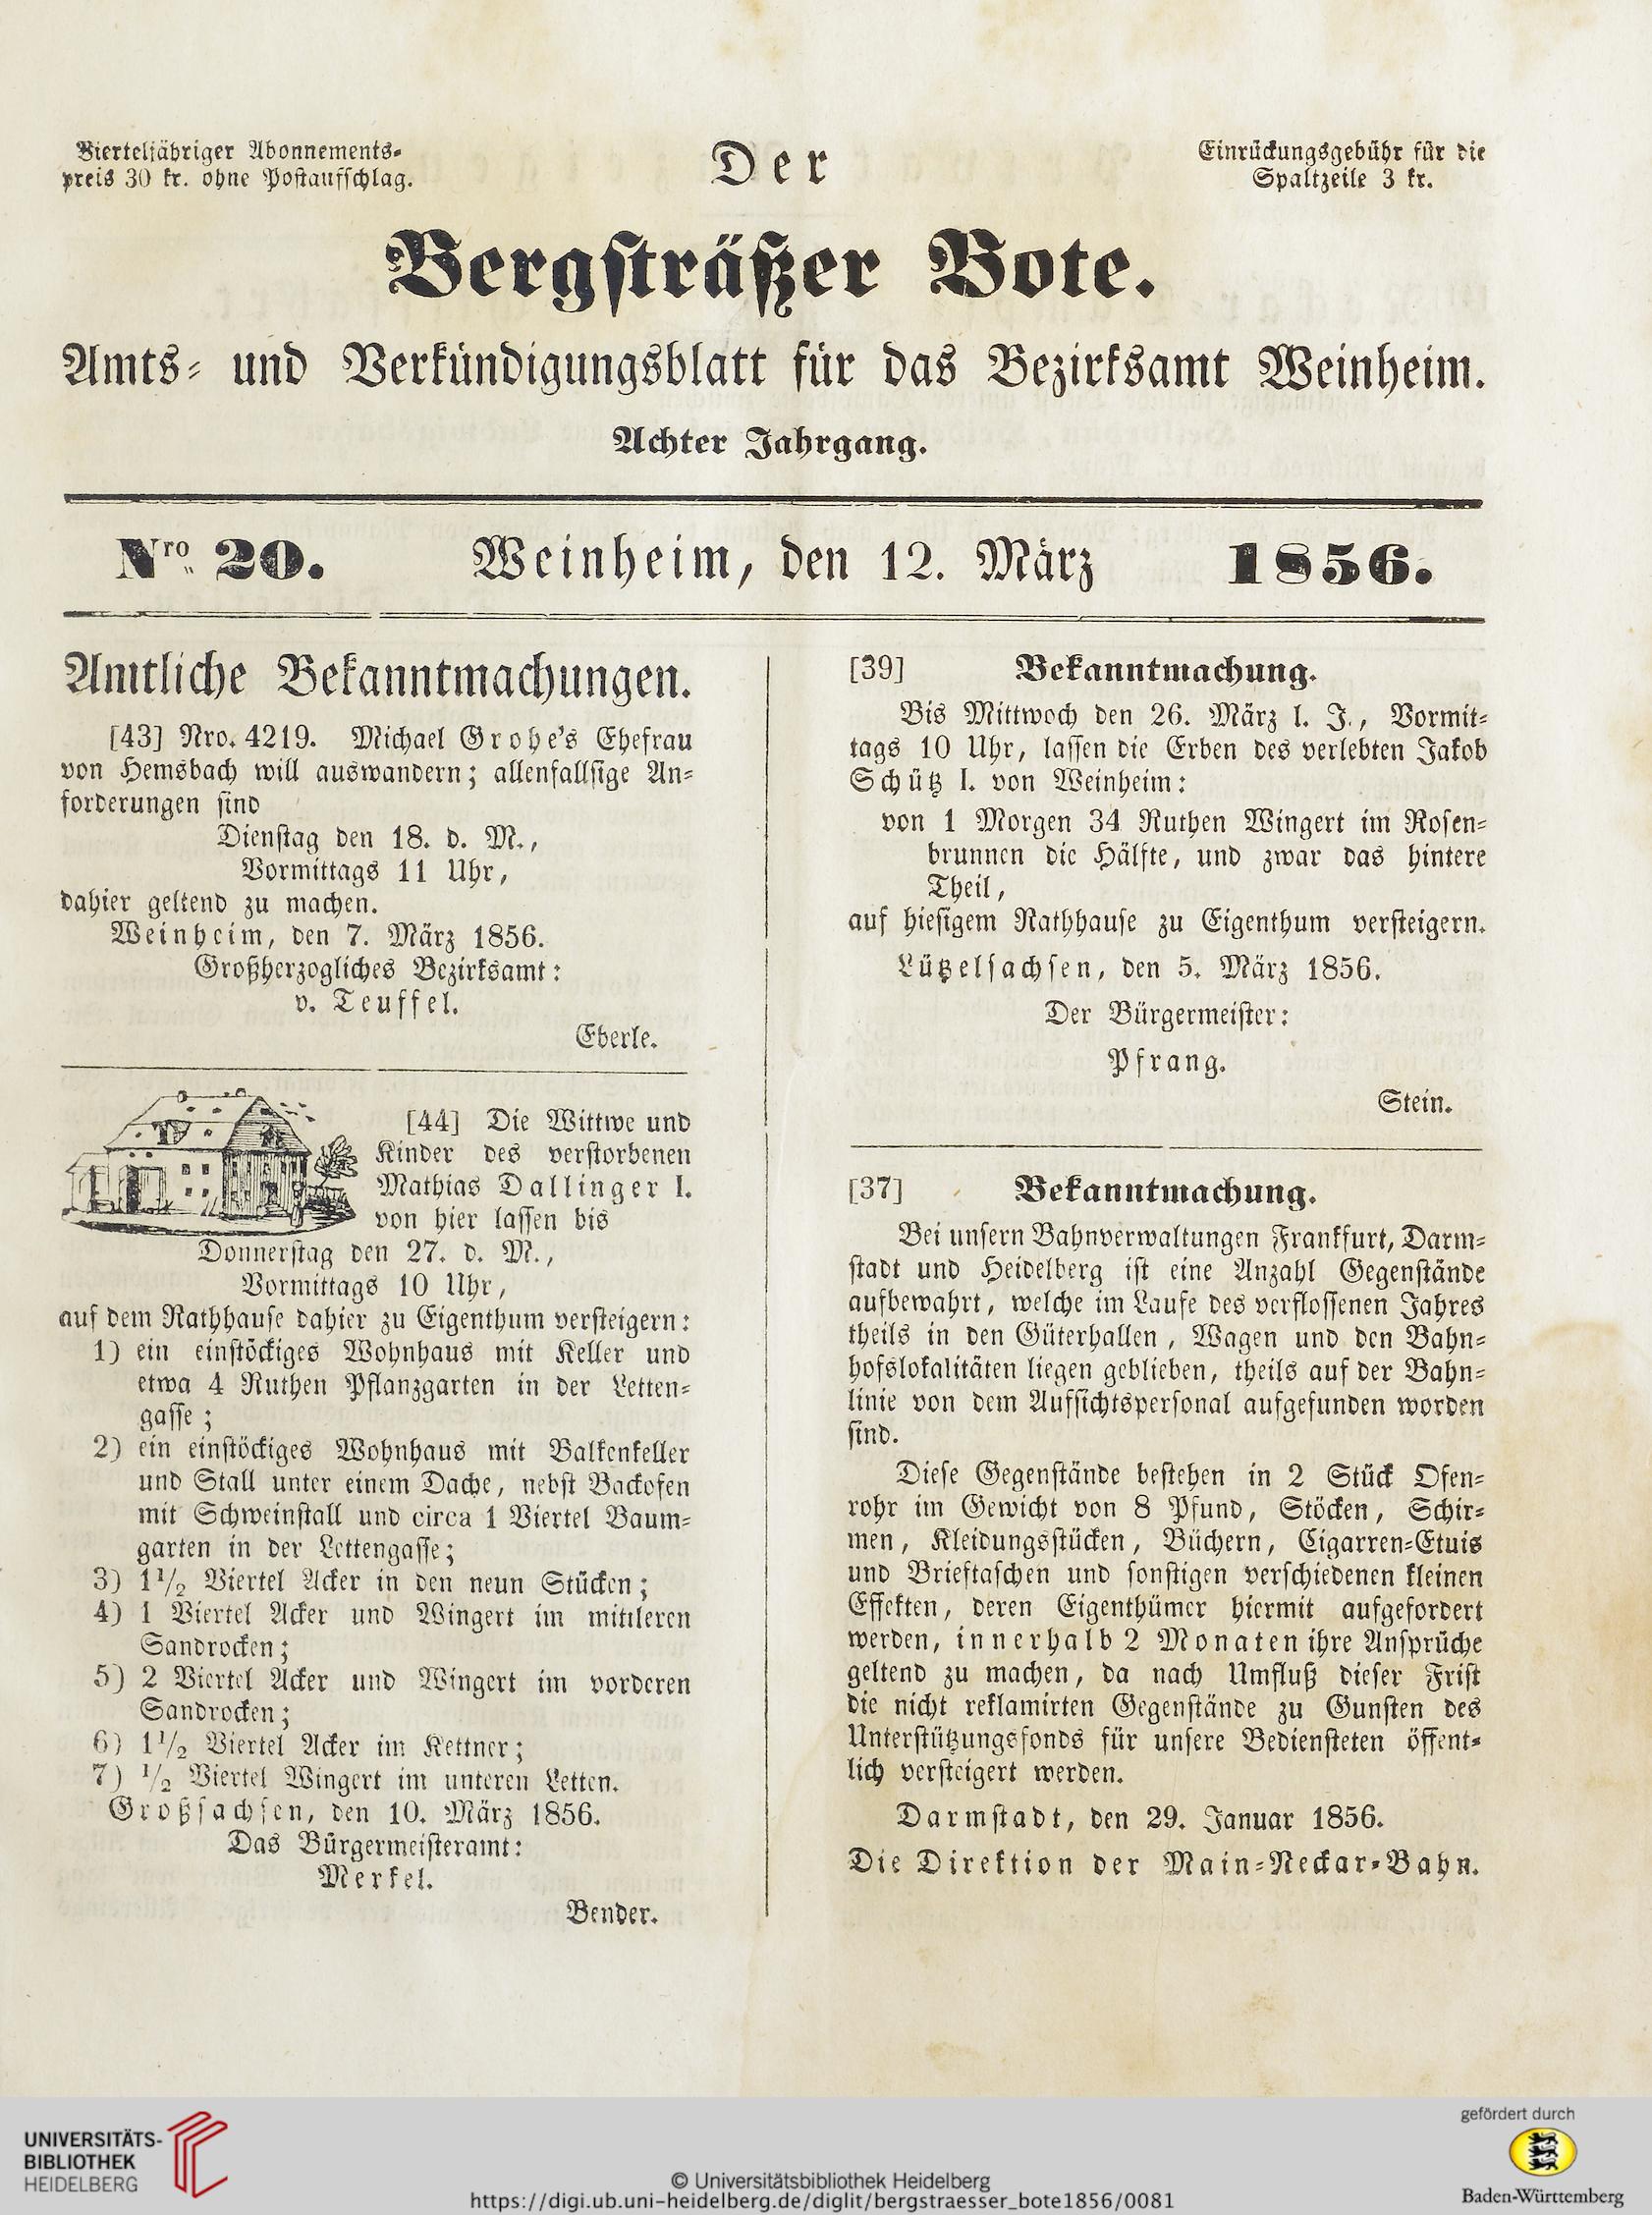 Vierteljähriger Abonnements-
preis 30 kr. ohne Postaufschlag.
Der
Einrückungsgebühr für die
Spaltzeile 3 kr.
Bergsträßer Bote.
Amts- und Verkündigungsblatt für das Bezirksamt Weinheim.
Achter Jahrgang.
Nro. 20. Weinheim, den 12. März 1856.
Amtliche Bekanntmachungen.
[43] Nro. 4219. Michael Grohe's Ehefrau
von Hemsbach will auswandern; allenfallsige An-
forderungen sind
Dienstag den 18. d. M.,
Vormittags 11 Uhr,
dahier geltend zu machen.
Weinheim, den 7. März 1856.
Großherzogliches Bezirksamt:
v. Teuffel.
Eberle.
[44] Die Wittwe und
Kinder des verstorbenen
Mathias Dallinger I.
von hier lassen bis
Donnerstag den 27. d. M.,
Vormittags 10 Uhr,
auf dem Rathhause dahier zu Eigenthum versteigern:
1) ein einstöckiges Wohnhaus mit Keller und
etwa 4 Ruthen Pflanzgarten in der Letten-
gasse;
2) ein einstöckiges Wohnhaus mit Balkenkeller
und Stall unter einem Dache, nebst Backofen
mit Schweinstall und circa 1 Viertel Baum-
garten in der Lettengasse;
3) 1 1/2 Viertel Acker in den neun Stücken;
4) 1 Viertel Acker und Wingert im mittleren
Sandrocken;
5) 2 Viertel Acker und Wingert im vorderen
Sandrocken;
6) 1 1/2 Viertel Acker im Kettner;
7) 1/2 Viertel Wingert im unteren Letten.
Großsachsen, den 10. März 1856.
Das Bürgermeisteramt:
Merkel.
Bender.
[39] Bekanntmachung.
Bis Mittwoch den 26. März l. J., Vormit-
tags 10 Uhr, lassen die Erben des verlebten Jakob
Schütz I. von Weinheim:
von 1 Morgen 34 Ruthen Wingert im Rosen-
brunnen die Hälfte, und zwar das hintere
Theil,
auf hiesigem Rathhause zu Eigenthum versteigern.
Lützelsachsen, den 5. März 1856.
Der Bürgermeister:
Pfrang.
Stein.
[37] Bekanntmachung.
Bei unsern Bahnverwaltungen Frankfurt, Darm-
stadt und Heidelberg ist eine Anzahl Gegenstände
aufbewahrt, welche im Laufe des verflossenen Jahres
theils in den Güterhallen, Wagen und den Bahn-
hofslokalitäten liegen geblieben, theils auf der Bahn-
linie von dem Aufsichtspersonal aufgefunden worden
sind.
Diese Gegenstände bestehen in 2 Stück Ofen-
rohr im Gewicht von 8 Pfund, Stöcken, Schir-
men, Kleidungsstücken, Büchern, Cigarren-Etuis
und Brieftaschen und sonstigen verschiedenen kleinen
Effekten, deren Eigenthümer hiermit aufgefordert
werden, innerhalb 2 Monaten ihre Ansprüche
geltend zu machen, da nach Umfluß dieser Frist
die nicht reklamirten Gegenstände zu Gunsten des
Unterstützungsfonds für unsere Bediensteten öffent-
lich versteigert werden.
Darmstadt, den 29. Januar 1856.
Die Direktion der Main-Neckar-Bahn.
UNIVERSITÄTS-
BIBLIOTHEK
HEIDELBERG
© Universitätsbibliothek Heidelberg
https://digi.ub.uni-heidelberg.de/diglit/bergstraesser_bote1856/0081
gefördert durch
Baden-Württemberg